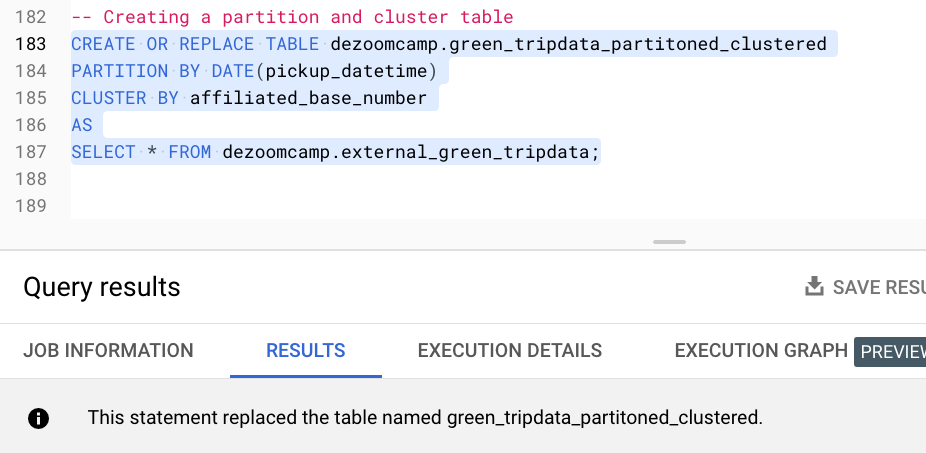 182 -- Creating a partition and cluster table
183 CREATE OR REPLACE TABLE dezoomcamp.green_tripdata_partitoned_clustered
184 PARTITION BY DATE(pickup_datetime)
185 CLUSTER BY affiliated_base_number
186 AS
187 SELECT * FROM dezoomcamp.external_green_tripdata;
188
189
Query results
SAVE RESU
JOB INFORMATION RESULTS EXECUTION DETAILS EXECUTION GRAPH PREVIEW
This statement replaced the table named green_tripdata_partitoned_clustered.